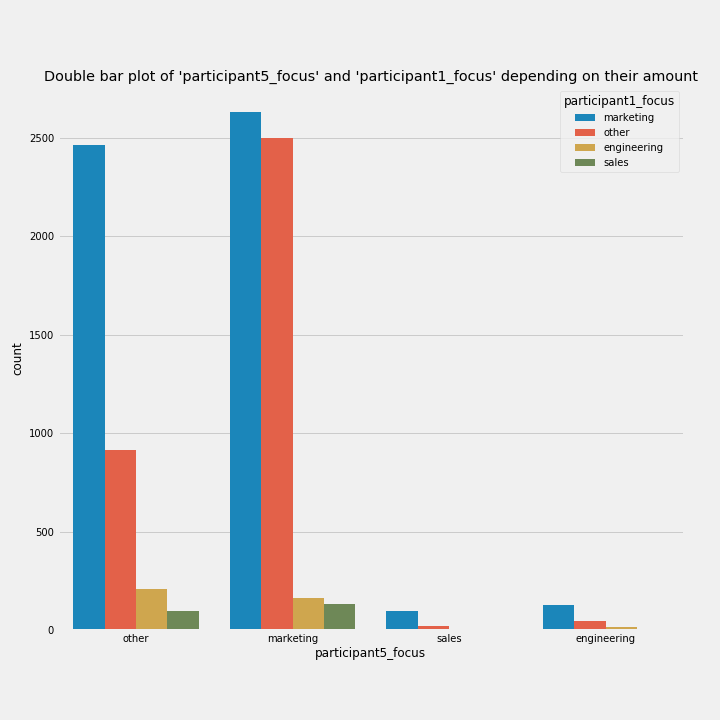 Double bar plot of 'participant5_focus' and 'participant1_focus' depending on their amount
participant1_focus
marketing
other
engineering
sales
2500
2000
1500
1000
500
0
count
other
marketing
sales
engineering
participant5_focus